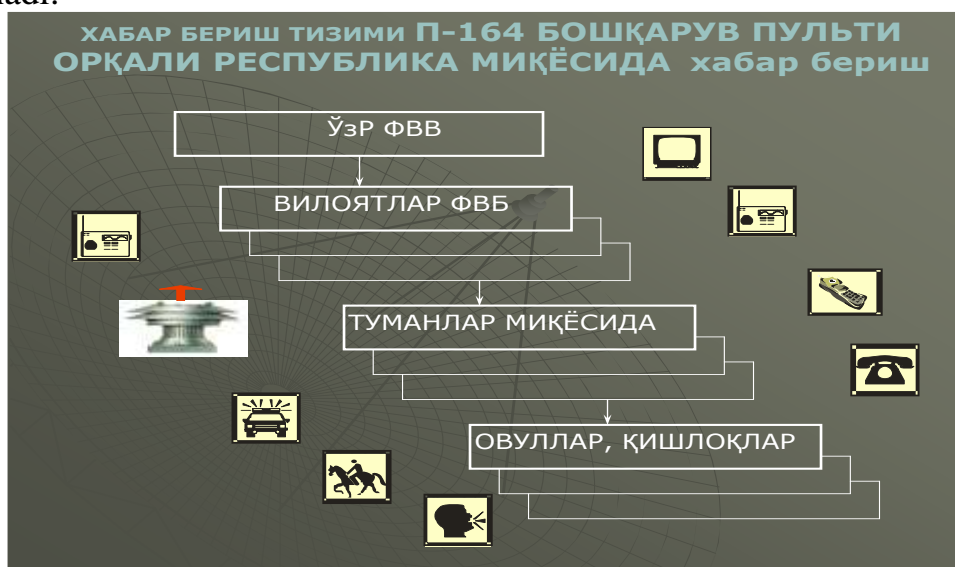 ХАБАР БЕРИШ ТИЗИМИ П-164 БОШҚАРУВ ПУЛЬТИ
ОРҚАЛИ РЕСПУБЛИКА МИҚЁСИДА хабар бериш
ЎзР ФВВ
ВИЛОЯТЛАР ФВБ
ТУМАНЛАР МИҚЁСИДА
ОВУЛЛАР, ҚИШЛОҚЛАР